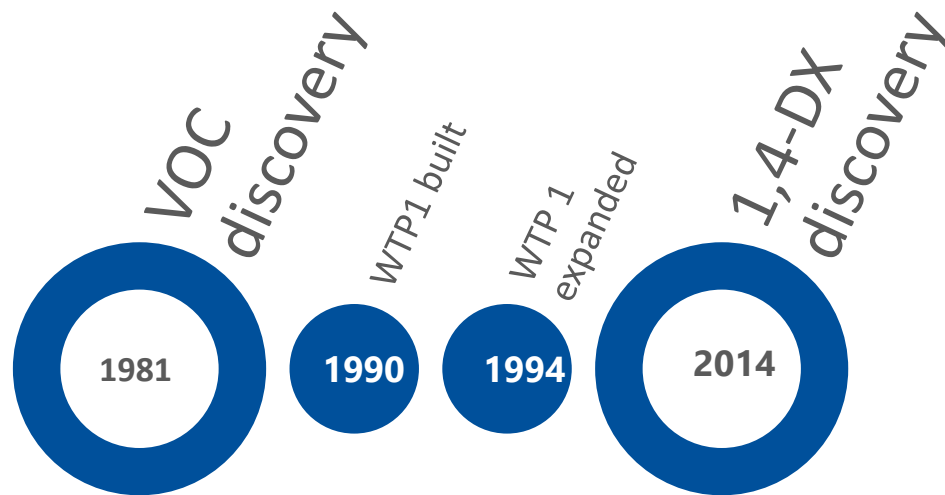 VOC
discovery
1981
WTP1 built
1990
WTP 1
expanded
1994
1,4-DX
discovery
2014